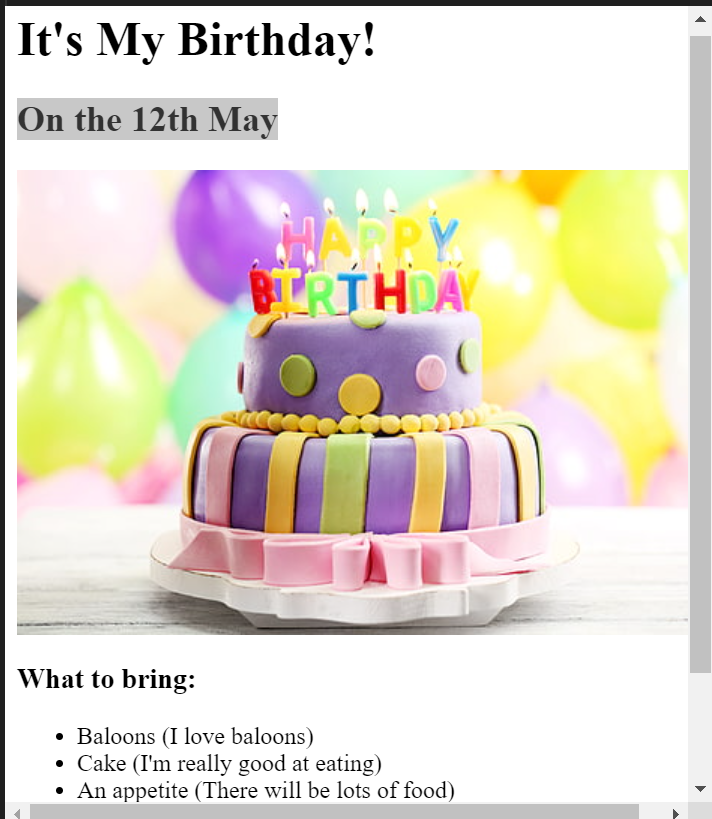 It's My Birthday!
On the 12th May
HAPPY
BIRTHDAY
What to bring:
Baloons (I love baloons)
Cake (I'm really good at eating)
An appetite (There will be lots of food)